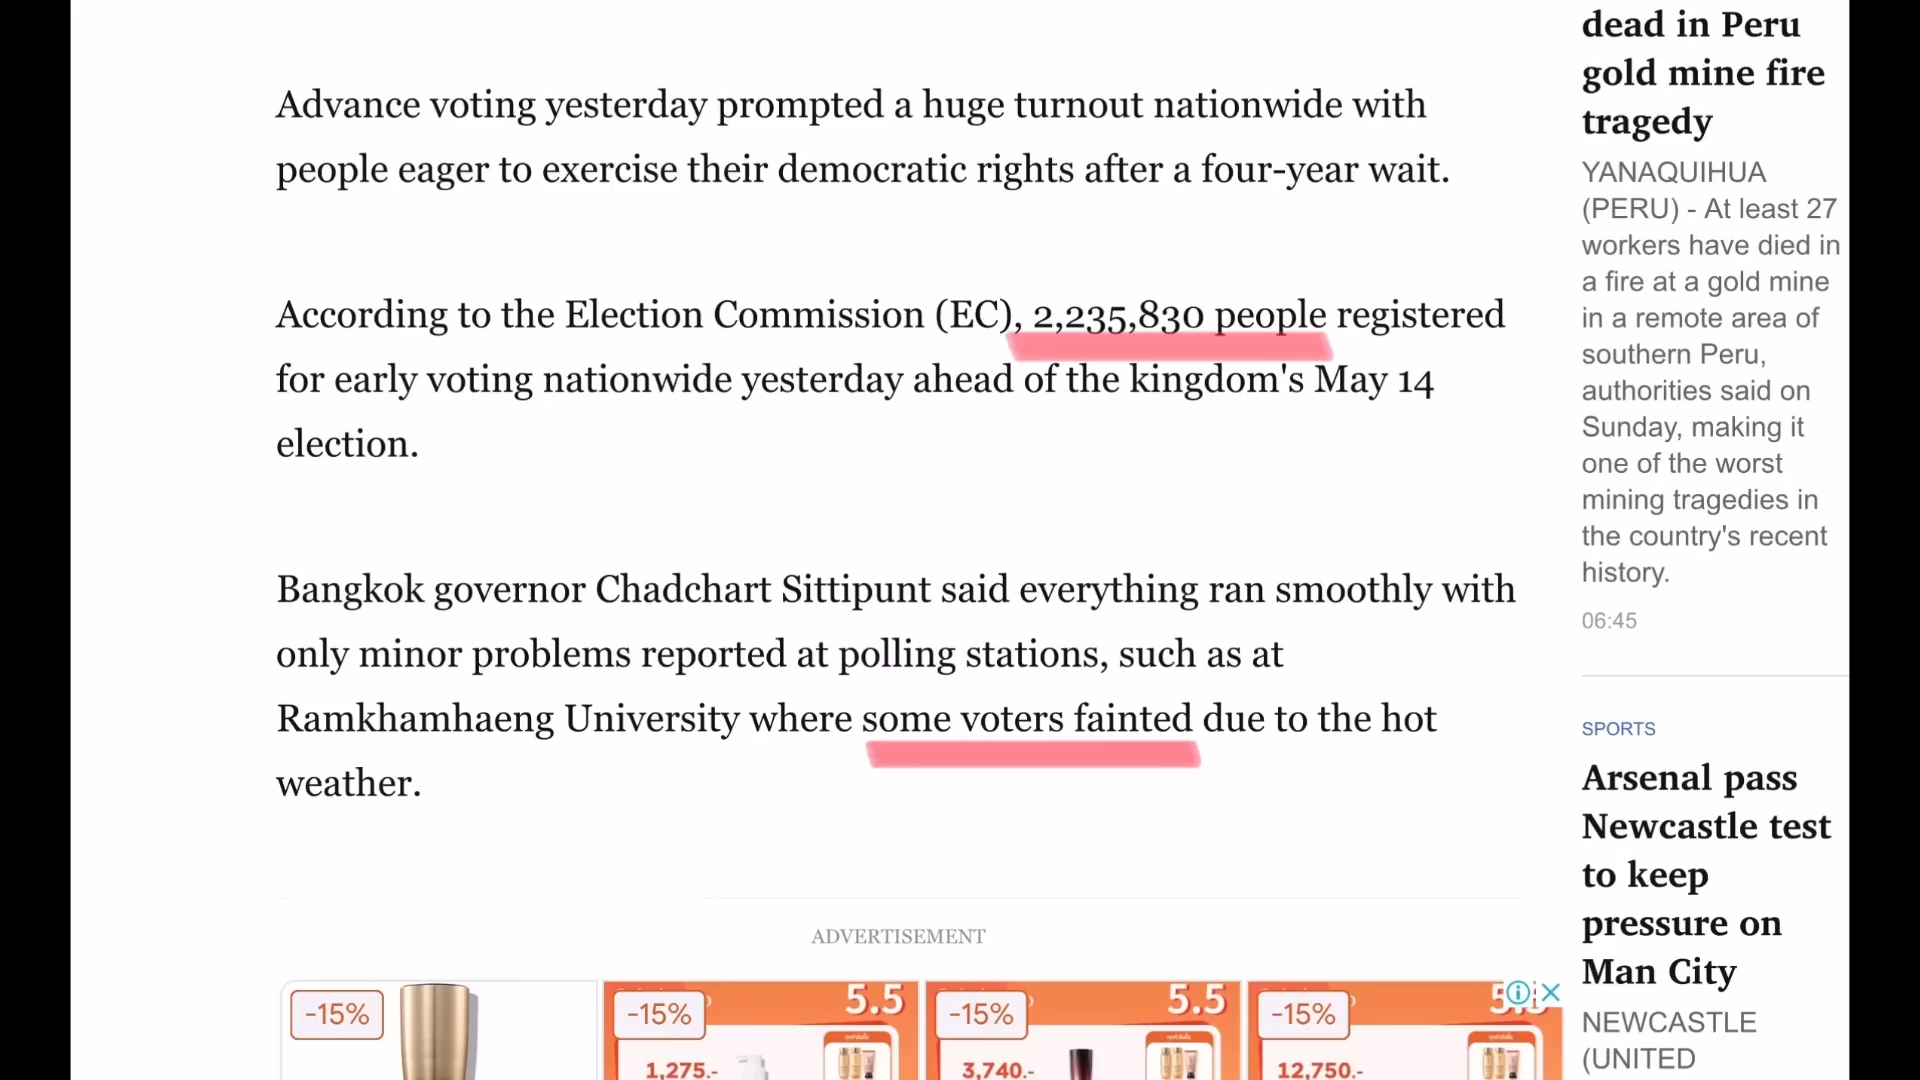 Advance voting yesterday prompted a huge turnout nationwide with
people eager to exercise their democratic rights after a four-year wait.
According to the Election Commission (EC), 2,235,830 people registered
for early voting nationwide yesterday ahead of the kingdom's May 14
election.
Bangkok governor Chadchart Sittipunt said everything ran smoothly with
only minor problems reported at polling stations, such as at
Ramkhamhaeng University where some voters fainted due to the hot
weather.
ADVERTISEMENT
-15%
-15%
5.5
1,275.-
-15%
5.5
3,740.-
-15%
12,750.-
dead in Peru
gold mine fire
tragedy
YANAQUIHUA
(PERU) - At least 27
workers have died in
a fire at a gold mine
in a remote area of
southern Peru,
authorities said on
Sunday, making it
one of the worst
mining tragedies in
the country's recent
history.
06:45
SPORTS
Arsenal pass
Newcastle test
to keep
pressure on
Man City
NEWCASTLE
(UNITED